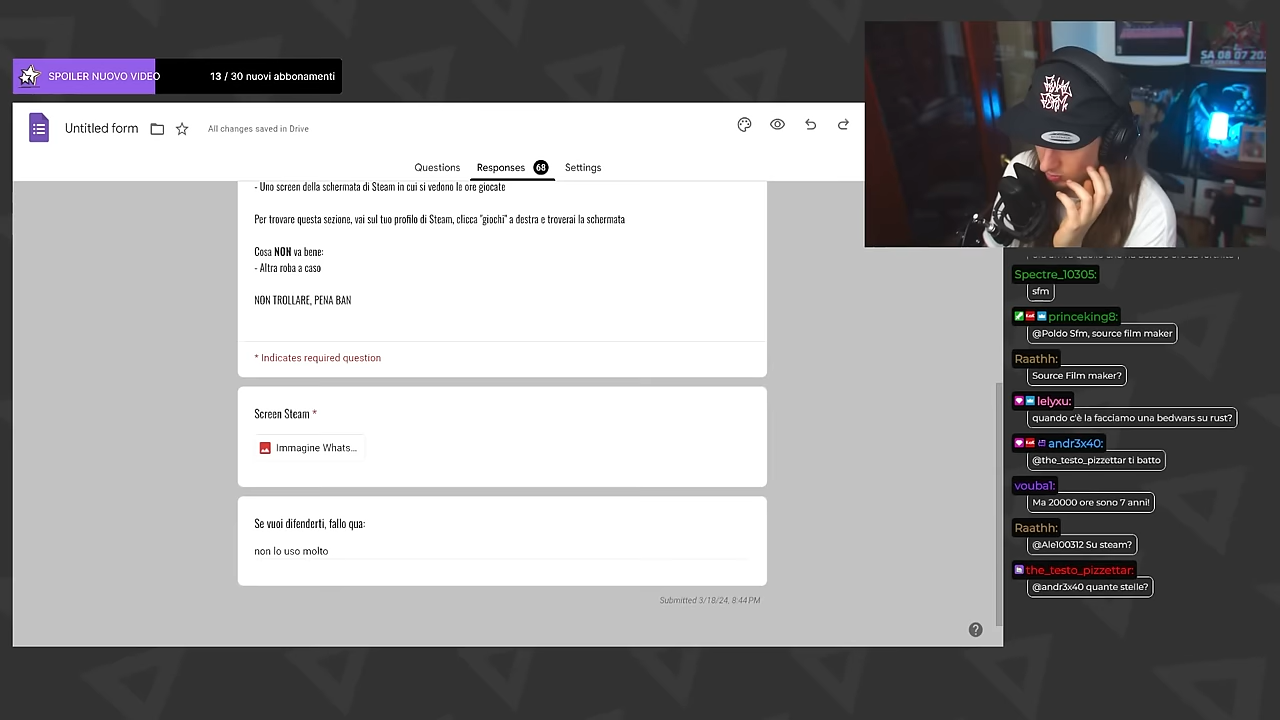 SPOILER NUOVO VIDEO
13 / 30 nuovi abbonamenti
Untitled form
All changes saved in Drive
Questions
Responses
68
Settings
- Uno screen della schermata di Steam in cui si vedono le ore giocate
Per trovare questa sezione, vai sul tuo profilo di Steam, clicca "giochi" a destra e troverai la schermata
Cosa NON va bene:
- Altra roba a caso
NON TROLLARE, PENA BAN
* Indicates required question
Screen Steam *
Immagine Whats...
Se vuoi difenderti, fallo qua:
non lo uso molto
Submitted 3/18/24, 8:44 PM
SA 08 07 20
Spectre_10305:
sfm
princeking8:
@Poldo Sfm, source film maker
Raathh:
Source Film maker?
lelyxu:
quando c'è la facciamo una bedwars su rust?
andr3x40:
@the_testo_pizzettar ti batto
vouba1:
Ma 20000 ore sono 7 anni!
Raathh:
@Ale100312 Su steam?
the_testo_pizzettar:
@andr3x40 quante stelle?